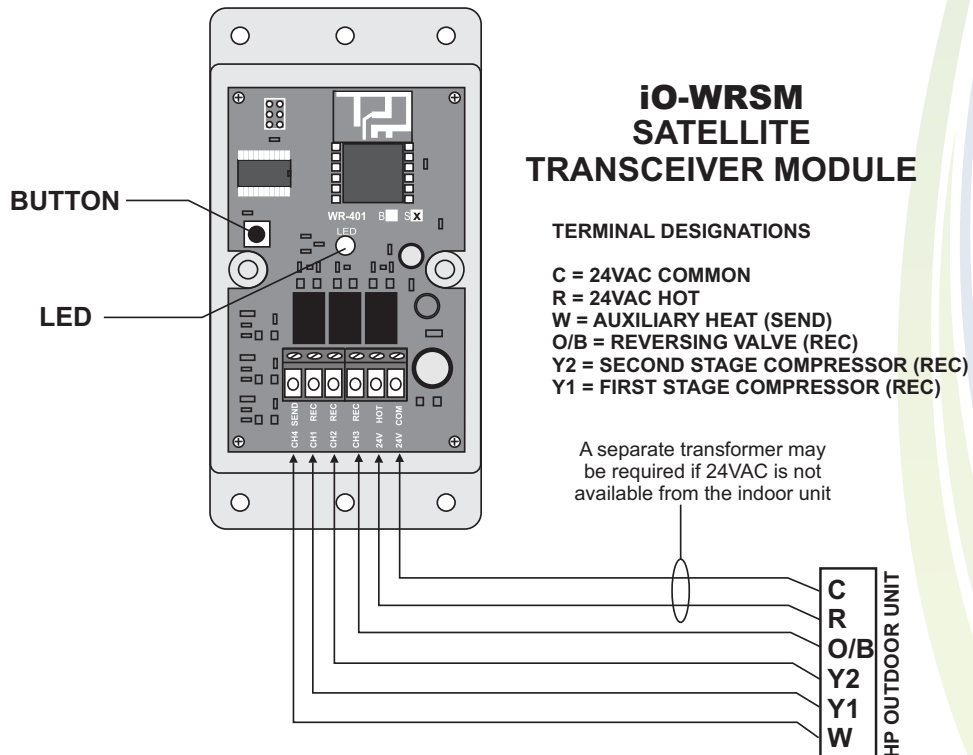 iO-WRSM
SATELLITE
TRANSCEIVER MODULE
TERMINAL DESIGNATIONS
C = 24VAC COMMON
R = 24VAC HOT
W = AUXILIARY HEAT (SEND)
O/B = REVERSING VALVE (REC)
Y2 = SECOND STAGE COMPRESSOR (REC)
Y1 = FIRST STAGE COMPRESSOR (REC)
BUTTON
LED
WR-401 B S X
LED
CH4 SEND
CH1 REC
CH2 REC
CH3 REC
24V HOT
24V COM
A separate transformer may
be required if 24VAC is not
available from the indoor unit
C
R
O/B
Y2
Y1
W
HP OUTDOOR UNIT